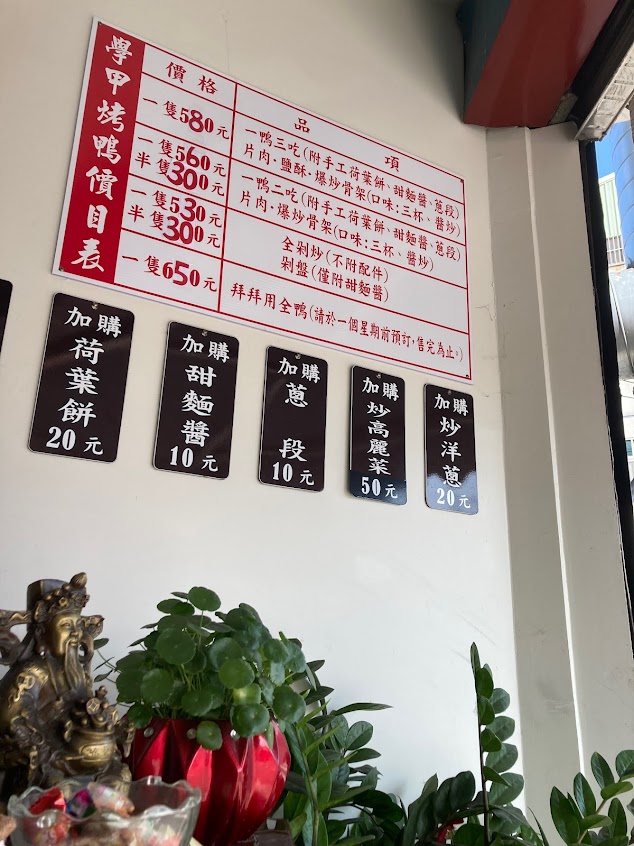 學甲烤鴨價目表
價格
品項
一隻580元
一鴨三吃(附手工荷葉餅、甜麵醬、蔥段)
片肉·鹽酥·爆炒骨架(口味:三杯、醬炒)
一隻560元
半隻300元
一鴨二吃(附手工荷葉餅、甜麵醬、蔥段)
片肉·爆炒骨架(口味:三杯、醬炒)
一隻530元
半隻300元
全剁炒(不附配件)
剁盤(僅附甜麵醬)
一隻650元
拜拜用全鴨(請於一個星期前預訂,售完為止。)
加購
荷葉餅
20元
加購
甜麵醬
10元
加購
蔥段
10元
加購
炒高麗菜
50元
加購
炒洋蔥
20元